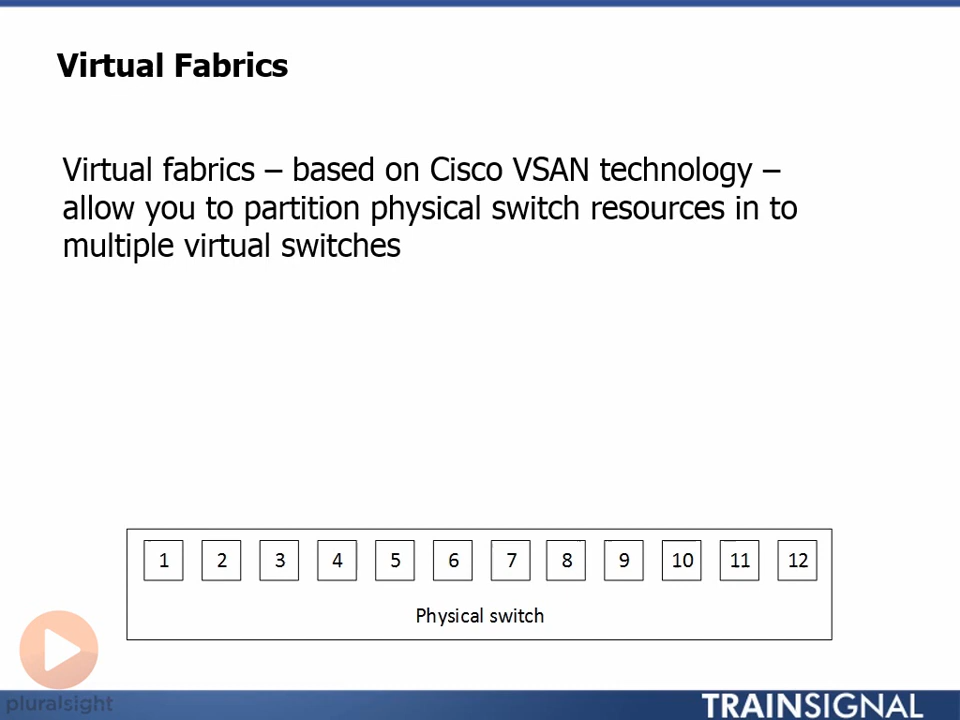 Virtual Fabrics
Virtual fabrics – based on Cisco VSAN technology –
allow you to partition physical switch resources in to
multiple virtual switches
1 2 3 4 5 6 7 8 9 10 11 12
Physical switch
pluralsight
TRAINSIGNAL